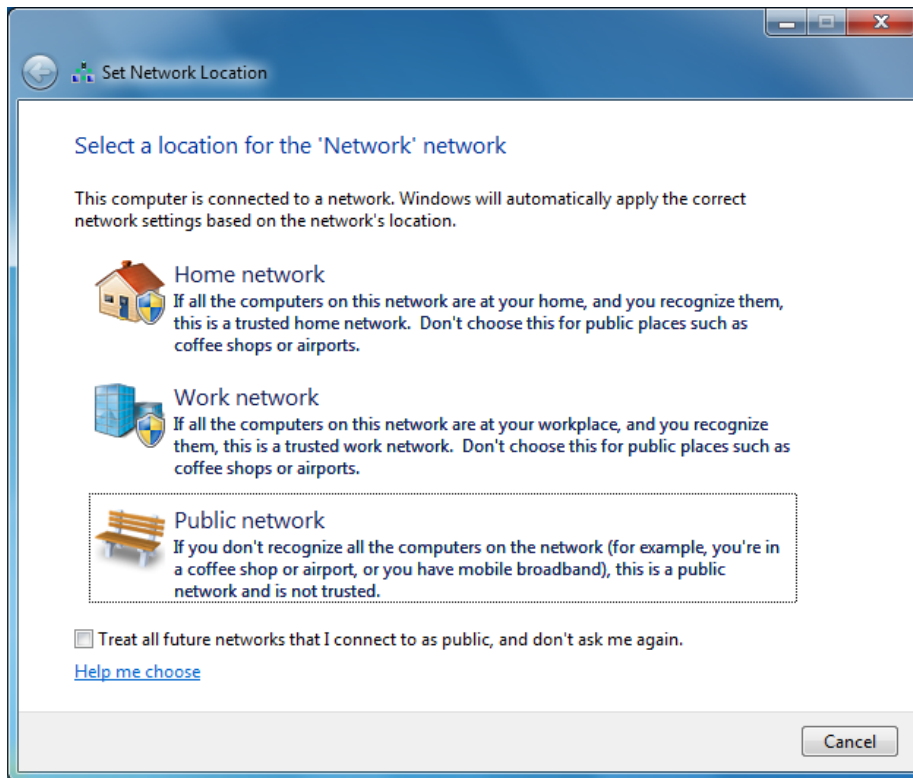 Set Network Location
Select a location for the 'Network' network
This computer is connected to a network. Windows will automatically apply the correct
network settings based on the network's location.
Home network
If all the computers on this network are at your home, and you recognize them,
this is a trusted home network.  Don't choose this for public places such as
coffee shops or airports.
Work network
If all the computers on this network are at your workplace, and you recognize
them, this is a trusted work network.  Don't choose this for public places such as
coffee shops or airports.
Public network
If you don't recognize all the computers on the network (for example, you're in
a coffee shop or airport, or you have mobile broadband), this is a public
network and is not trusted.
Treat all future networks that I connect to as public, and don't ask me again.
Help me choose
Cancel